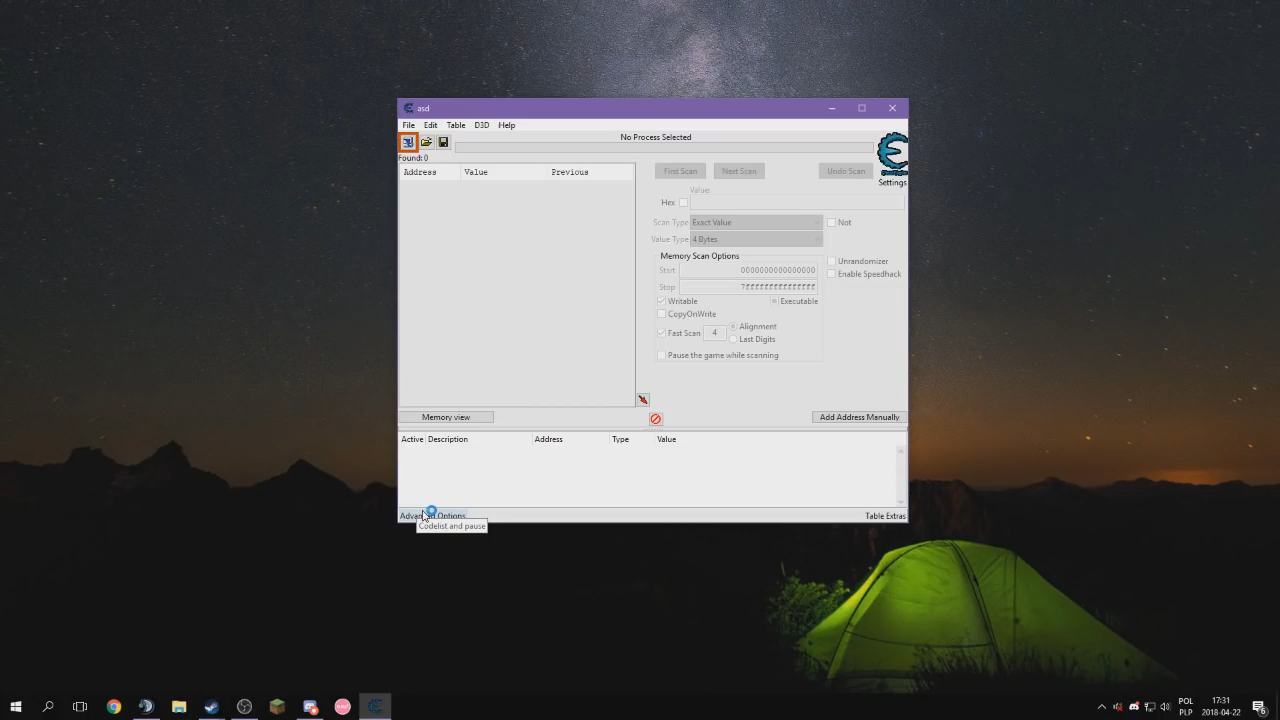 asd
File Edit Table D3D Help
No Process Selected
Found: 0
Address Value Previous
First Scan Next Scan Undo Scan
Settings
Value:
Hex
Scan Type Exact Value Not
Value Type 4 Bytes
Memory Scan Options
Unrandomizer
Start 0000000000000000
Enable Speedhack
Stop 7fffffffffffffff
Writable Executable
CopyOnWrite
Fast Scan 4 Alignment
Last Digits
Pause the game while scanning
Memory view Add Address Manually
Active Description Address Type Value
Advanced Options Table Extras
Codelist and pause
POL 17:31
PLP 2018-04-22 6